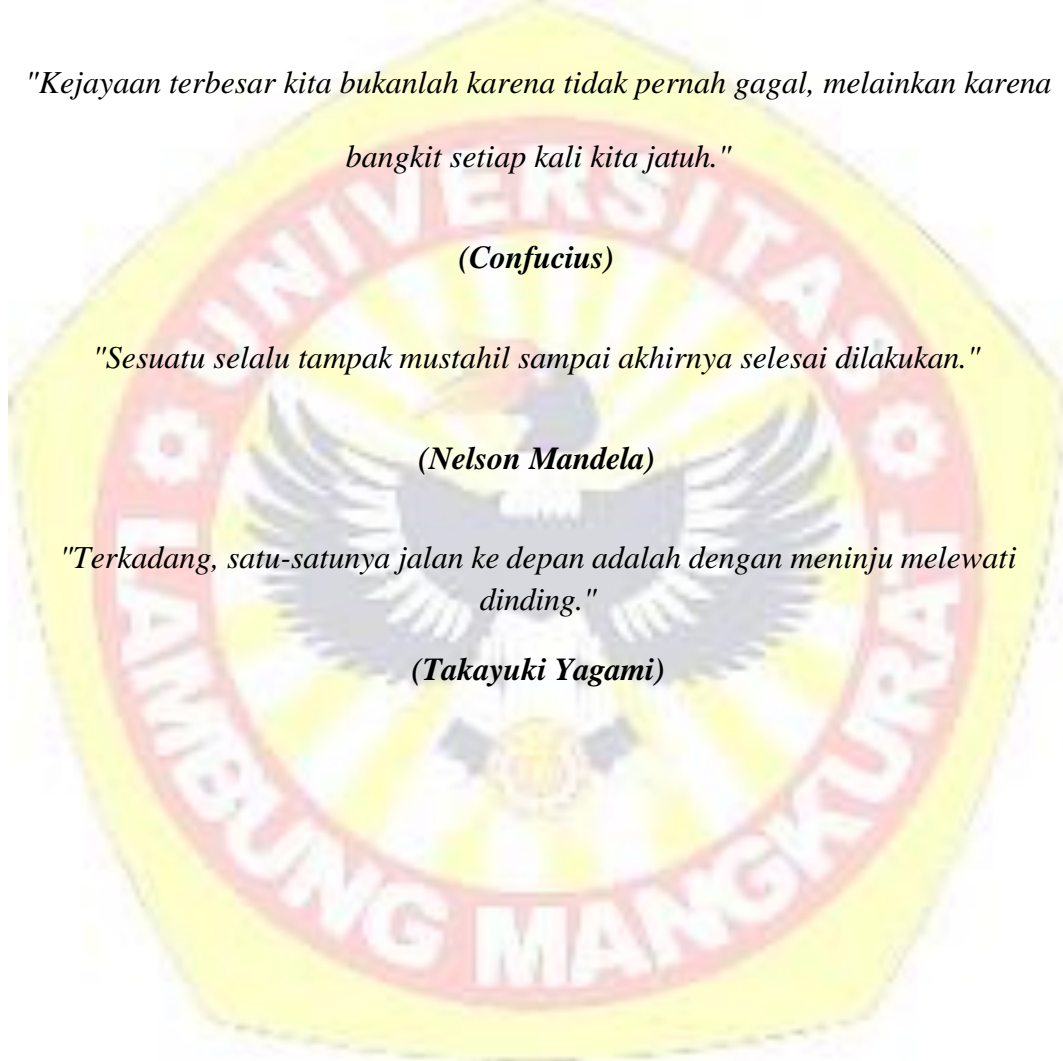 "Kejayaan terbesar kita bukanlah karena tidak pernah gagal, melainkan karena
bangkit setiap kali kita jatuh."
(Confucius)
"Sesuatu selalu tampak mustahil sampai akhirnya selesai dilakukan."
(Nelson Mandela)
"Terkadang, satu-satunya jalan ke depan adalah dengan meninju melewati
dinding."
(Takayuki Yagami)
UNIVERSITAS
LAMBUNG MANGKURAT